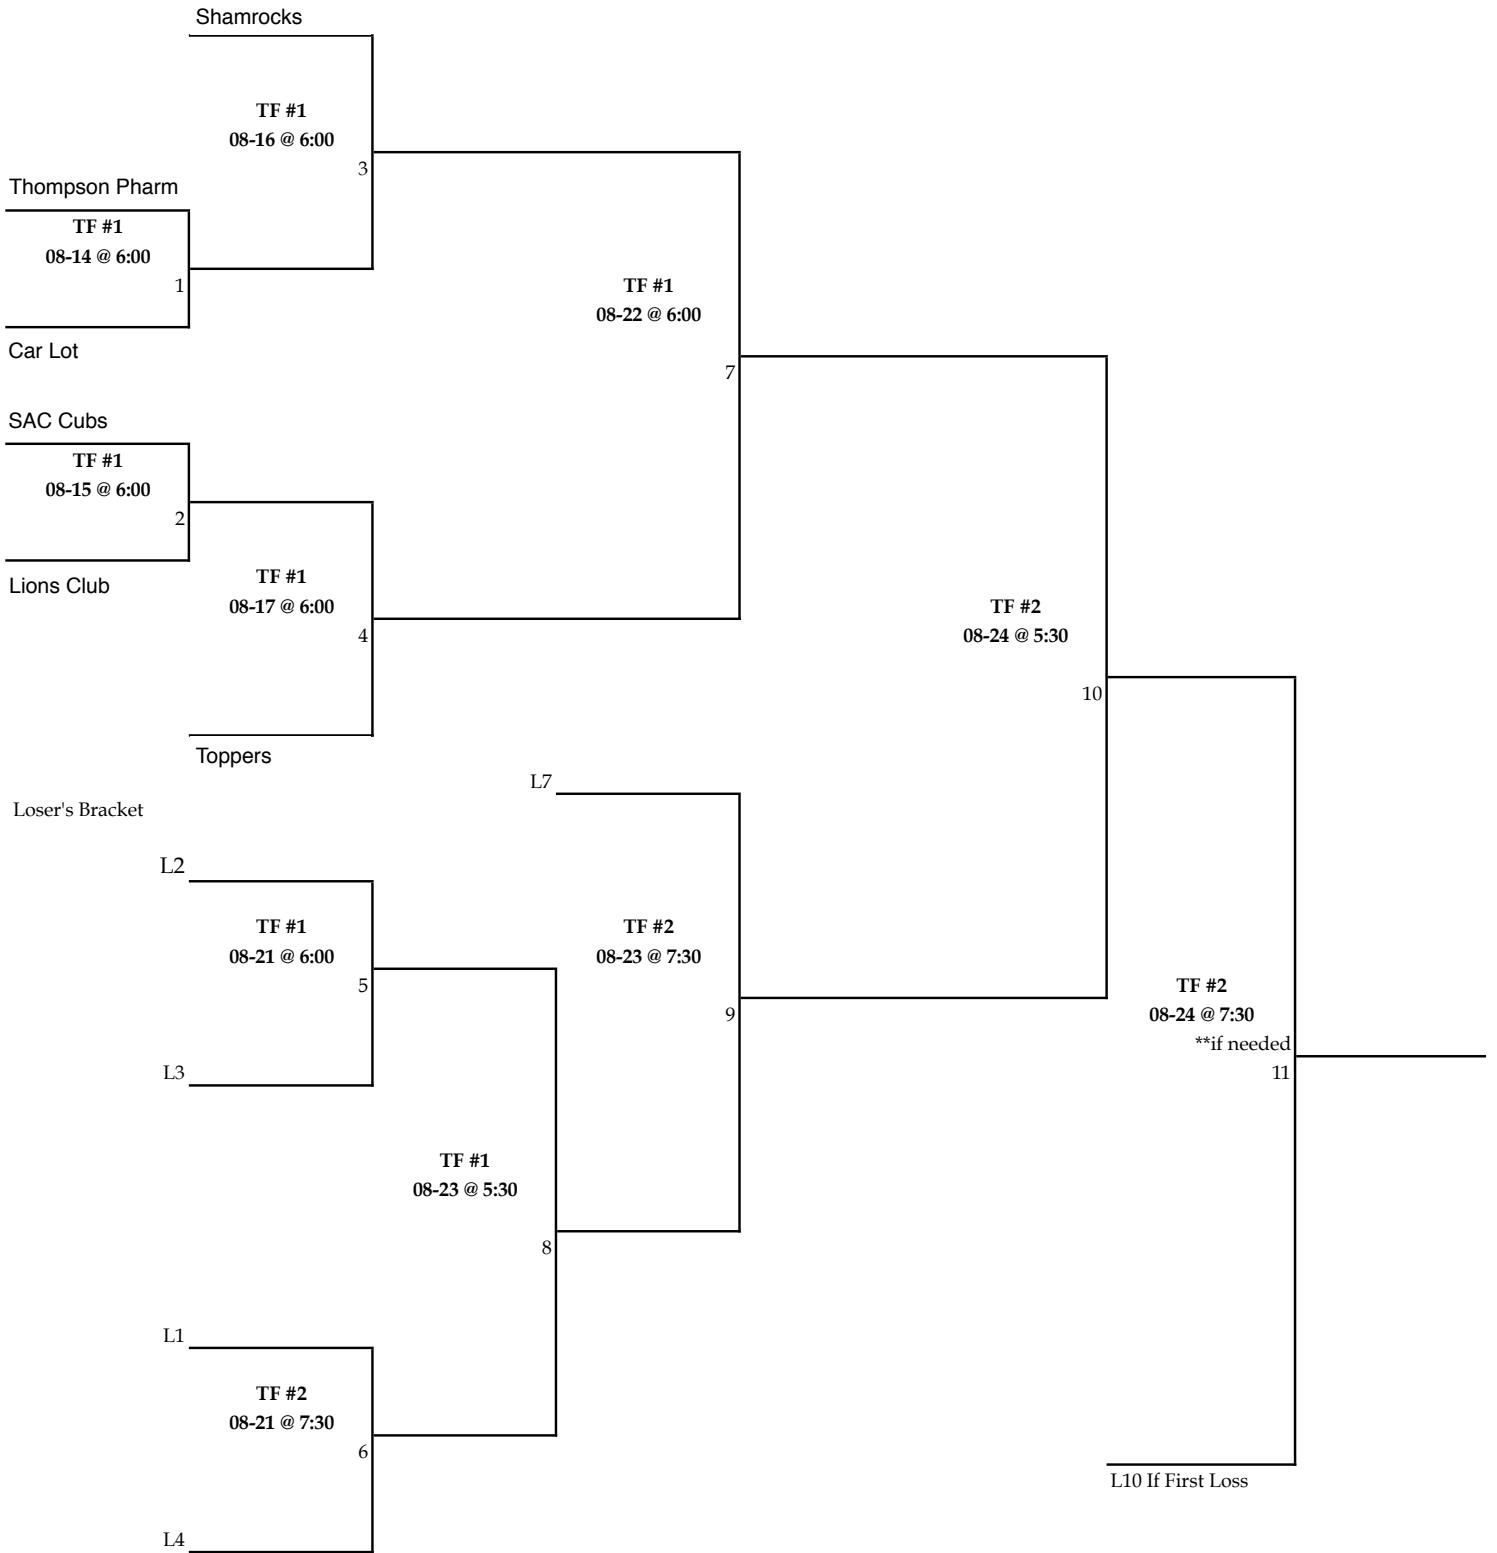 Shamrocks
TF #1
08-16 @ 6:00
3
Thompson Pharm
TF #1
08-14 @ 6:00
1
Car Lot
TF #1
08-22 @ 6:00
7
SAC Cubs
TF #1
08-15 @ 6:00
2
Lions Club
TF #1
08-17 @ 6:00
4
Toppers
TF #2
08-24 @ 5:30
10
L7
Loser's Bracket
L2
TF #1
08-21 @ 6:00
5
L3
TF #2
08-23 @ 7:30
9
TF #2
08-24 @ 7:30
**if needed
11
TF #1
08-23 @ 5:30
8
L1
TF #2
08-21 @ 7:30
6
L4
L10 If First Loss